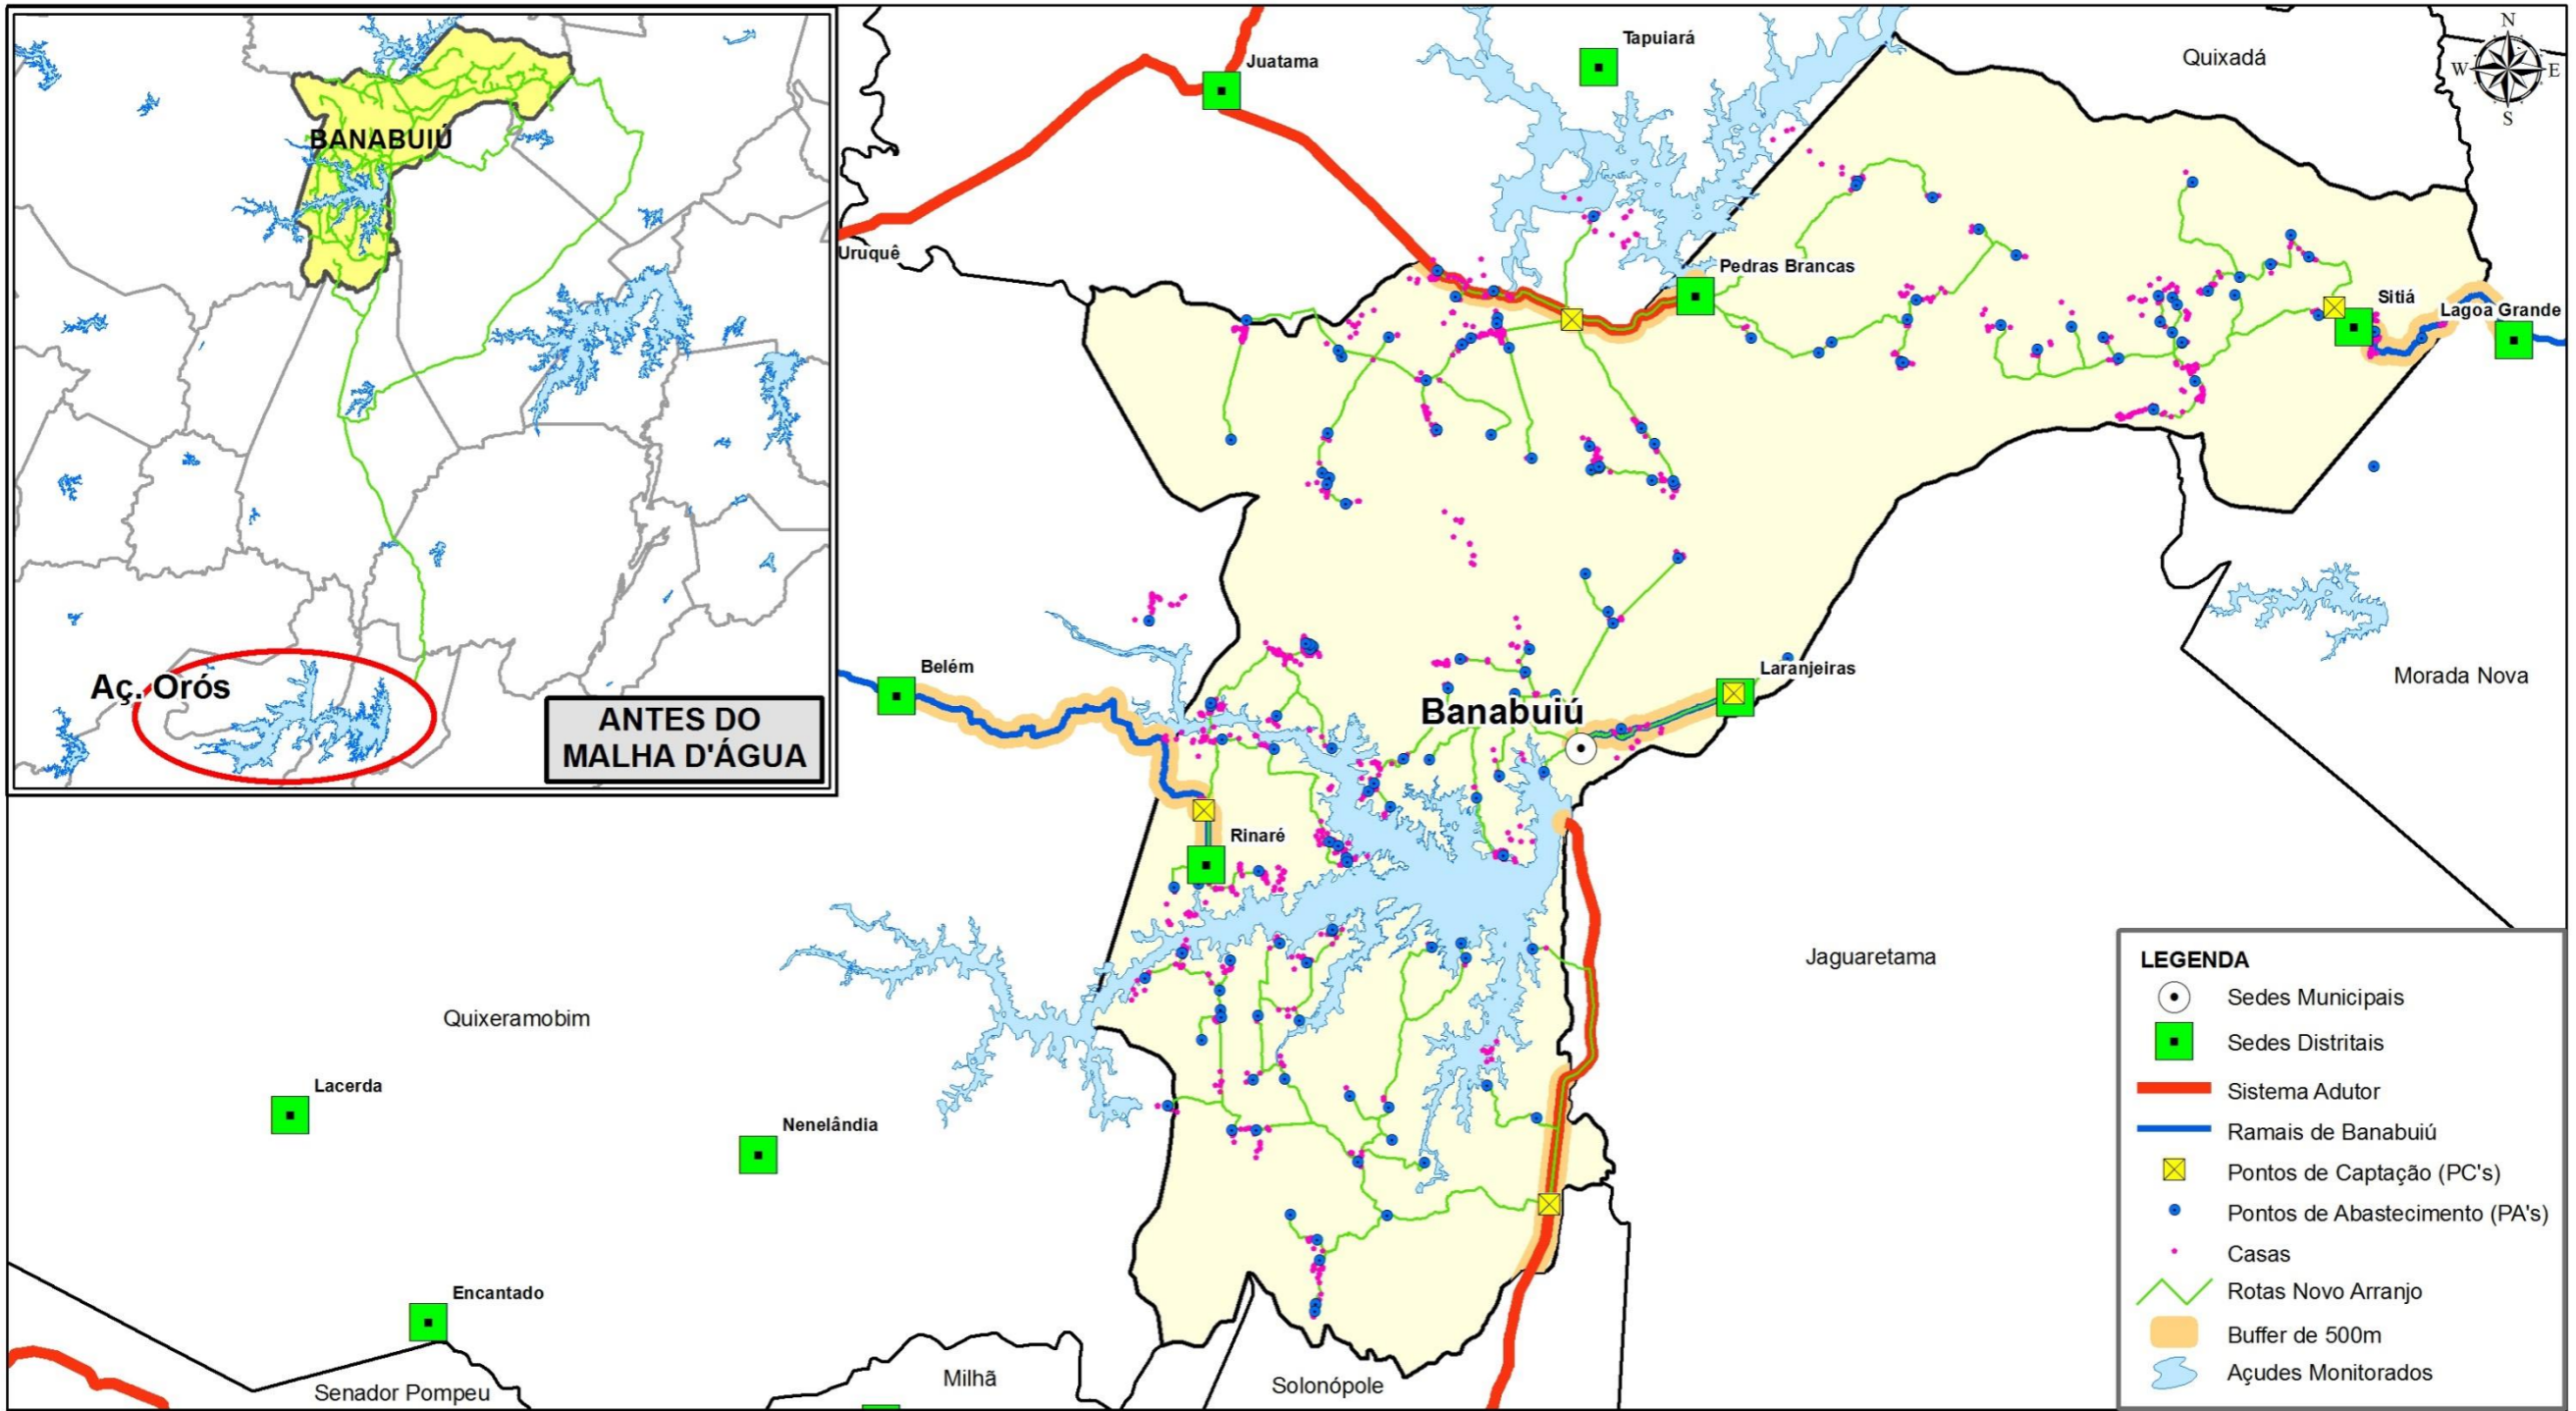 BANABUIÚ
Aç. Orós
ANTES DO
MALHA D'ÁGUA
Juatama
Tapuiará
Quixadá
N
W
E
S
Uruquê
Pedras Brancas
Sitiá
Lagoa Grande
Belém
Laranjeiras
Banabuiú
Morada Nova
Rinaré
Jaguaretama
Quixeramobim
Lacerda
Nenelândia
Encantado
Senador Pompeu
Milhã
Solonópole
LEGENDA
Sedes Municipais
Sedes Distritais
Sistema Adutor
Ramais de Banabuiú
Pontos de Captação (PC's)
Pontos de Abastecimento (PA's)
Casas
Rotas Novo Arranjo
Buffer de 500m
Açudes Monitorados